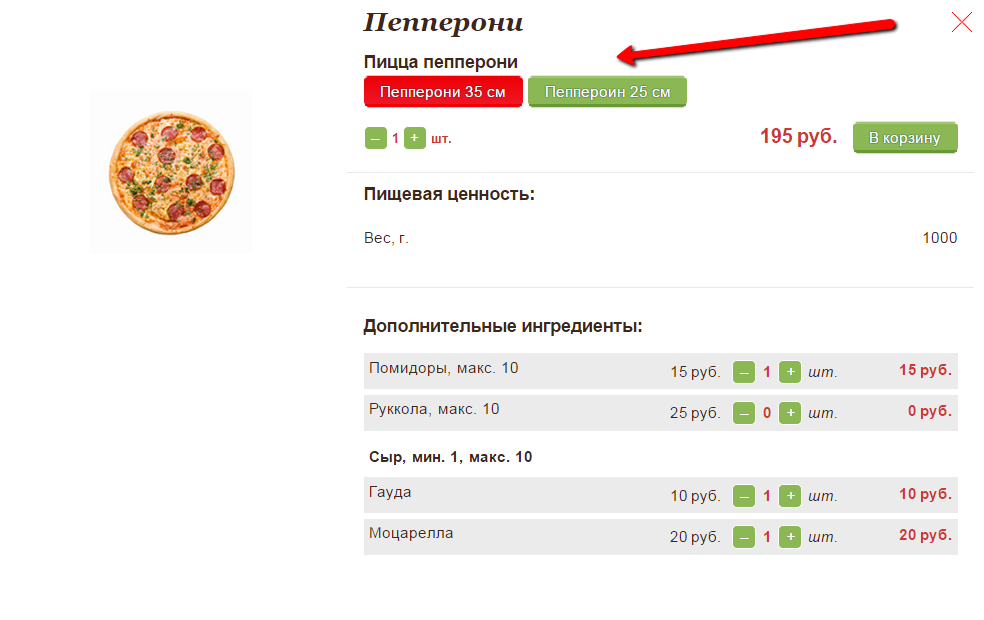 Пепперони
Пицца пепперони
Пепперони 35 см Пеппероин 25 см
– 1 + шт. 195 руб. В корзину
Пищевая ценность:
Вес, г. 1000
Дополнительные ингредиенты:
Помидоры, макс. 10 15 руб. – 1 + шт. 15 руб.
Руккола, макс. 10 25 руб. – 0 + шт. 0 руб.
Сыр, мин. 1, макс. 10
Гауда 10 руб. – 1 + шт. 10 руб.
Моцарелла 20 руб. – 1 + шт. 20 руб.